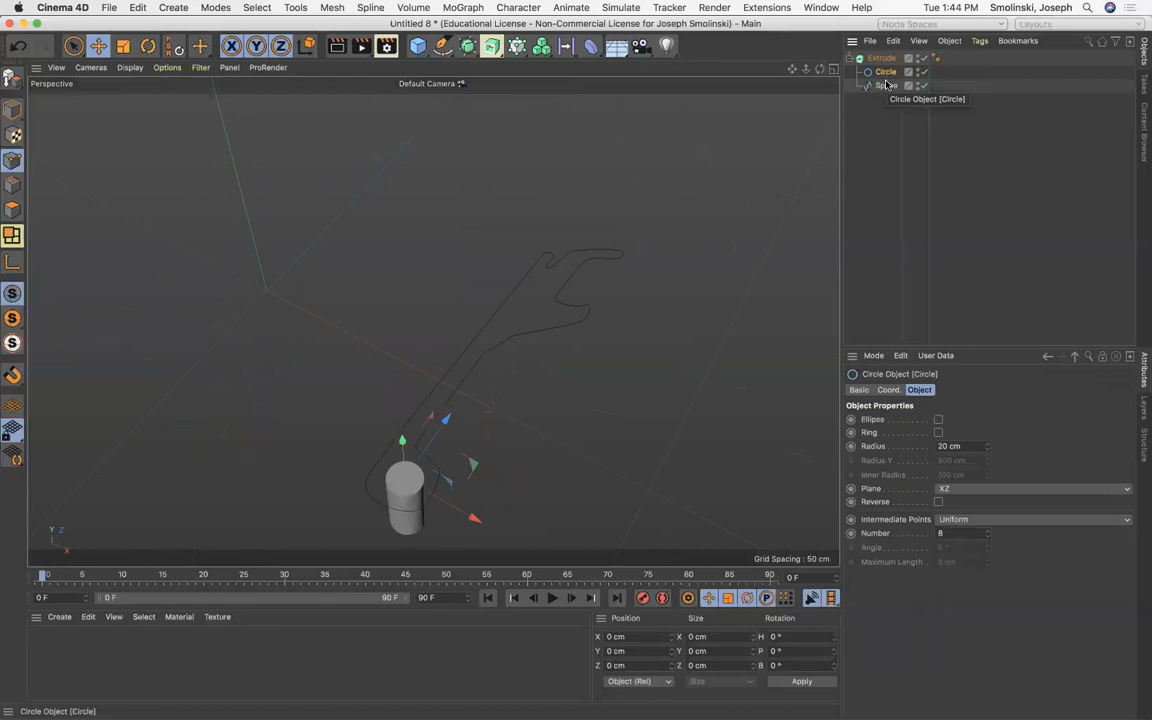 Cinema 4D File Edit Create Modes Select Tools Mesh Spline Volume MoGraph Character Animate Simulate Tracker Render Extensions Window Help Tue 1:44 PM Smolinski, Joseph
Untitled 8 * (Educational License - Non-Commercial License for Joseph Smolinski) - Main
Node Spaces Layouts
X Y Z
File Edit View Object Tags Bookmarks
View Cameras Display Options Filter Panel ProRender
Perspective
Default Camera
Extrude
Circle
Circle Object [Circle]
Objects
Takes
Content Browser
Y Z
X
Grid Spacing : 50 cm
0 5 10 15 20 25 30 35 40 45 50 55 60 65 70 75 80 85 90 0 F
0 F 0 F 90 F 90 F
Create Edit View Select Material Texture
Position Size Rotation
X 0 cm X 0 cm H 0 °
Y 0 cm Y 0 cm P 0 °
Z 0 cm Z 0 cm B 0 °
Object (Rel) Size Apply
Mode Edit User Data
Circle Object [Circle]
Basic Coord. Object
Object Properties
Ellipse
Ring
Radius 20 cm
Radius Y
Inner Radius 100 cm
Plane XZ
Reverse
Intermediate Points Uniform
Number 8
Angle
Maximum Length 5 cm
Attributes
Layers
Structure
Circle Object [Circle]